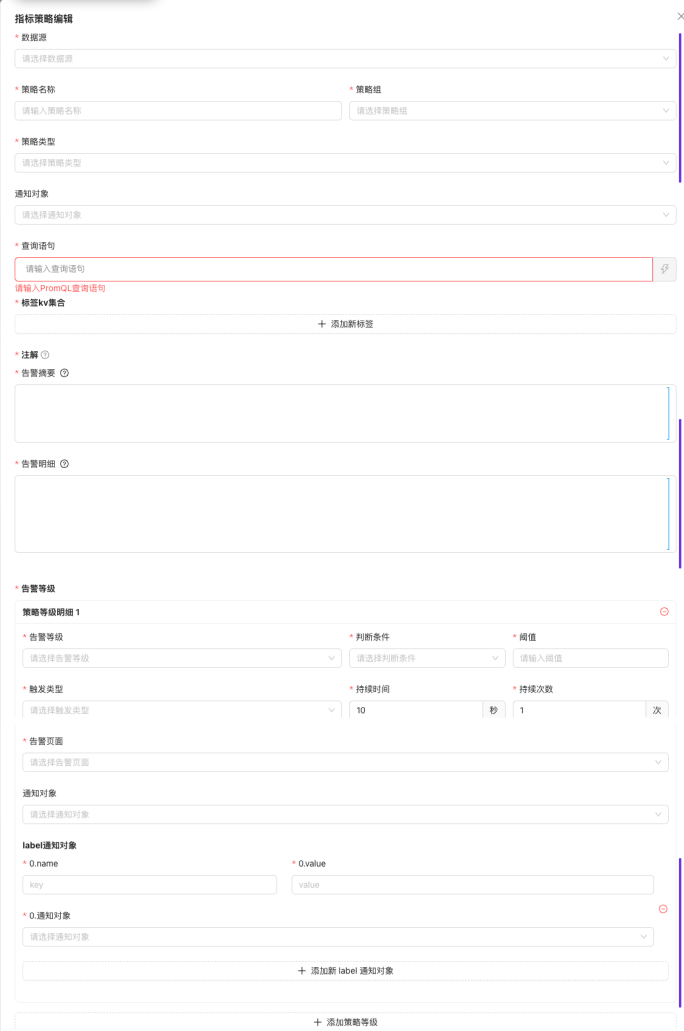 指标策略编辑
* 数据源
请选择数据源
* 策略名称 * 策略组
请输入策略名称 请选择策略组
* 策略类型
请选择策略类型
通知对象
请选择通知对象
* 查询语句
请输入查询语句
请输入PromQL查询语句
* 标签kv集合
+ 添加新标签
* 注解
* 告警摘要
* 告警明细
* 告警等级
策略等级明细 1
* 告警等级 * 判断条件 * 阈值
请选择告警等级 请选择判断条件 请输入阈值
* 触发类型 * 持续时间 * 持续次数
请选择触发类型 10 秒 1 次
* 告警页面
请选择告警页面
通知对象
请选择通知对象
label通知对象
* 0.name * 0.value
key value
* 0.通知对象
请选择通知对象
+ 添加新 label 通知对象
+ 添加策略等级